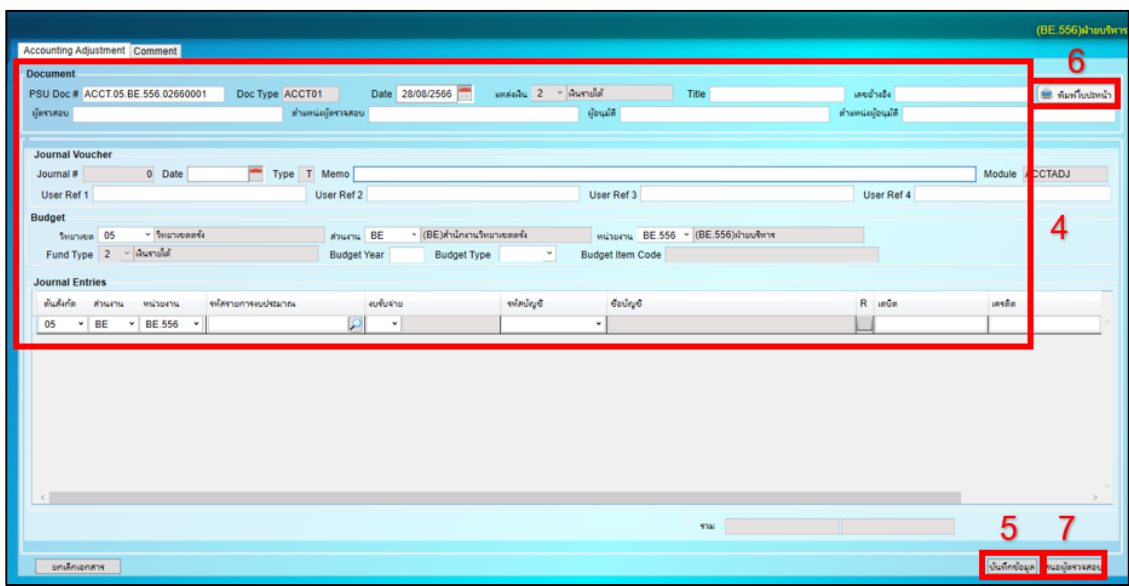 (BE.556)ฝ่ายบริหาร
Accounting Adjustment Comment
6
Document
PSU Doc # ACCT.05.BE.556.02660001 Doc Type ACCT01 Date 28/08/2566 แหล่งเงิน 2 เงินรายได้ Title เลขอ้างอิง พิมพ์ใบปะหน้า
ผู้ตรวจสอบ ตำแหน่งผู้ตรวจสอบ ผู้อนุมัติ ตำแหน่งผู้อนุมัติ
Journal Voucher
Journal # 0 Date Type T Memo Module ACCTADJ
User Ref 1 User Ref 2 User Ref 3 User Ref 4
Budget
4
วิทยาเขต 05 วิทยาเขตตรัง ส่วนงาน BE (BE)สำนักงานวิทยาเขตตรัง หน่วยงาน BE.556 (BE.556)ฝ่ายบริหาร
Fund Type 2 เงินรายได้ Budget Year Budget Type Budget Item Code
Journal Entries
ต้นสังกัด ส่วนงาน หน่วยงาน รหัสรายการงบประมาณ งบรับจ่าย รหัสบัญชี ชื่อบัญชี R เดบิต เครดิต
05 BE BE.556
รวม
5 7
ยกเลิกเอกสาร บันทึกข้อมูล เสนอผู้ตรวจสอบ